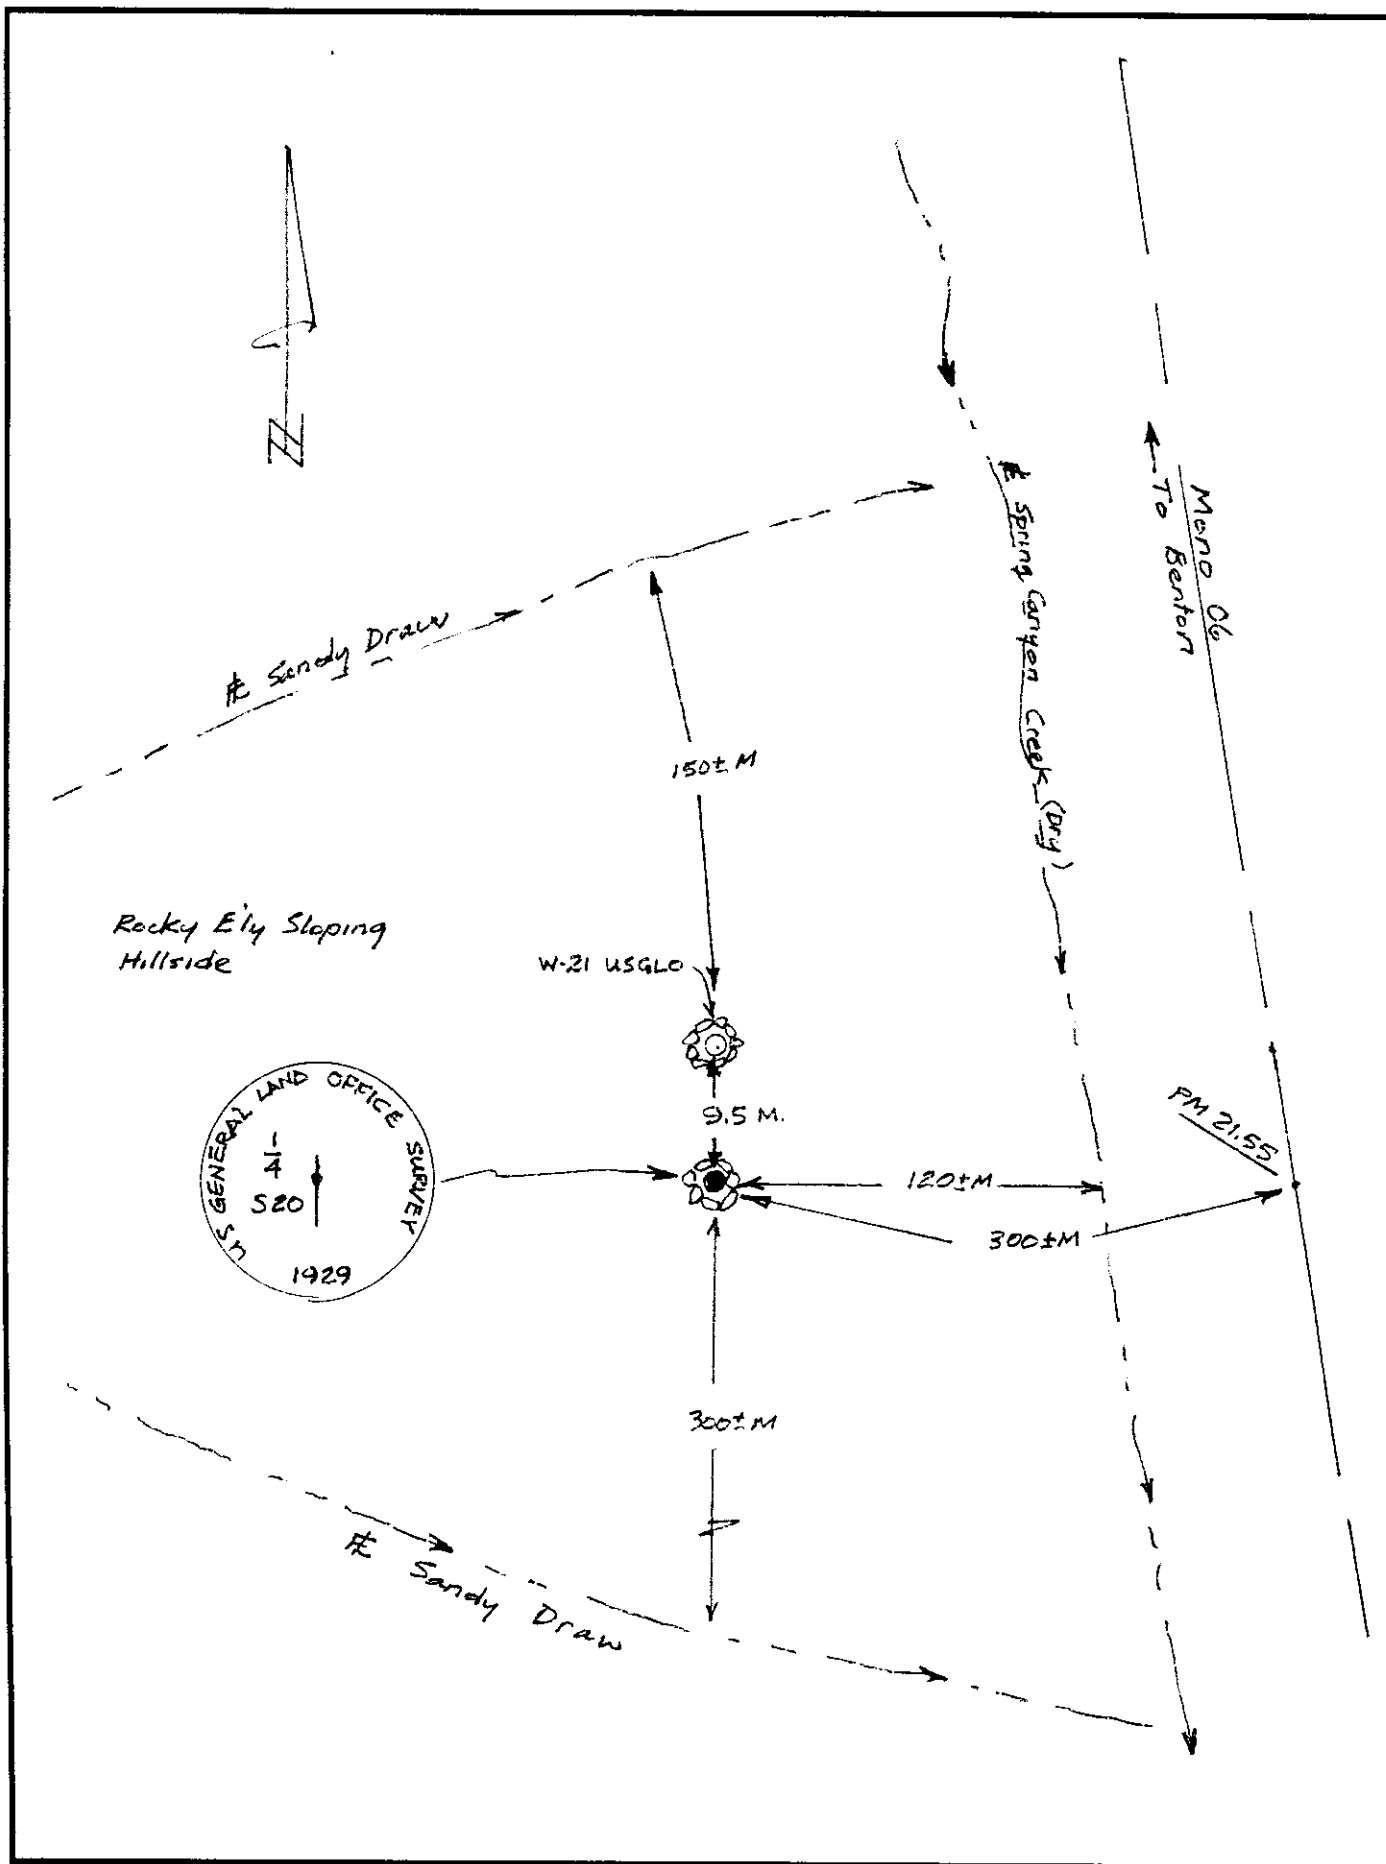 N
Mono 06
To Benton
℄ Spring Canyon Creek (Dry)
℄ Sandy Draw
150± M
Rocky E'ly Sloping
Hillside
W-21 USGLO
9.5 M.
US GENERAL LAND OFFICE SURVEY
1/4
S20
1929
PM 21.55
120±M
300±M
300±M
℄ Sandy Draw